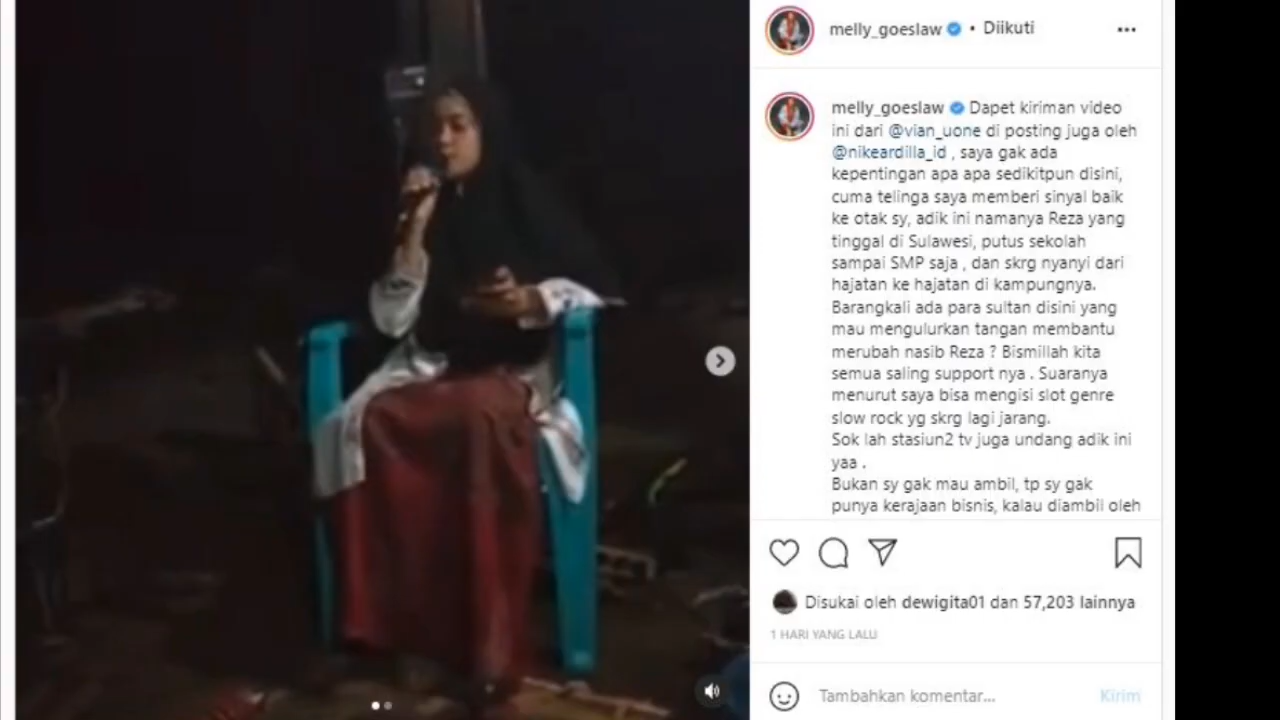 melly_goeslaw • Diikuti
melly_goeslaw Dapet kiriman video
ini dari @vian_uone di posting juga oleh
@nikeardilla_id , saya gak ada
kepentingan apa apa sedikitpun disini,
cuma telinga saya memberi sinyal baik
ke otak sy, adik ini namanya Reza yang
tinggal di Sulawesi, putus sekolah
sampai SMP saja , dan skrg nyanyi dari
hajatan ke hajatan di kampungnya.
Barangkali ada para sultan disini yang
mau mengulurkan tangan membantu
merubah nasib Reza ? Bismillah kita
semua saling support nya . Suaranya
menurut saya bisa mengisi slot genre
slow rock yg skrg lagi jarang.
Sok lah stasiun2 tv juga undang adik ini
yaa .
Bukan sy gak mau ambil, tp sy gak
punya kerajaan bisnis, kalau diambil oleh
Disukai oleh dewigita01 dan 57,203 lainnya
1 HARI YANG LALU
Tambahkan komentar... Kirim